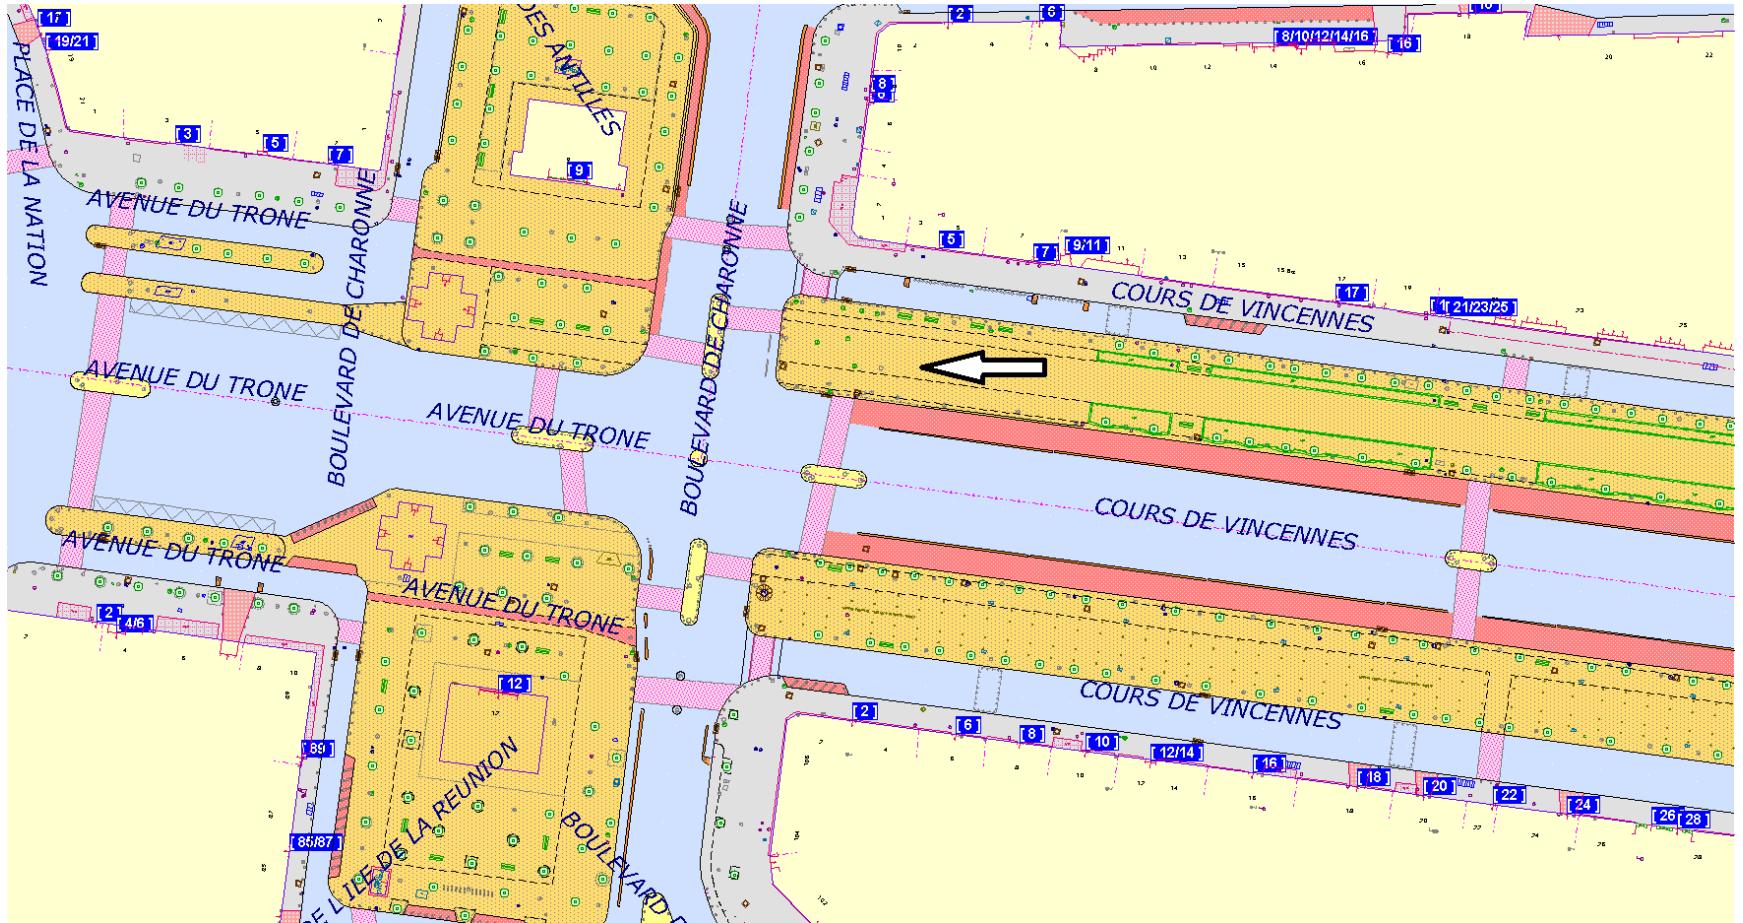 [ 17 ]
[ 19/21 ]
PLACE DE LA NATION
[ 3 ]
[ 5 ]
[ 7 ]
DES ANTILLES
[ 9 ]
[ 2 ]
[ 6 ]
[ 8/10/12/14/16 ]
[ 16 ]
[ 8 ]
AVENUE DU TRONE
BOULEVARD DE CHARONNE
BOULEVARD DE CHARONNE
[ 5 ]
[ 7 ]
[ 9/11 ]
[ 17 ]
[ 21/23/25 ]
COURS DE VINCENNES
AVENUE DU TRONE
AVENUE DU TRONE
COURS DE VINCENNES
AVENUE DU TRONE
AVENUE DU TRONE
[ 2 ]
[ 4/6 ]
[ 12 ]
COURS DE VINCENNES
[ 2 ]
[ 6 ]
[ 8 ]
[ 10 ]
[ 12/14 ]
[ 16 ]
[ 18 ]
[ 20 ]
[ 22 ]
[ 24 ]
[ 26 ]
[ 28 ]
[ 89 ]
[ 85/87 ]
DE L'ILE DE LA REUNION
BOULEVARD